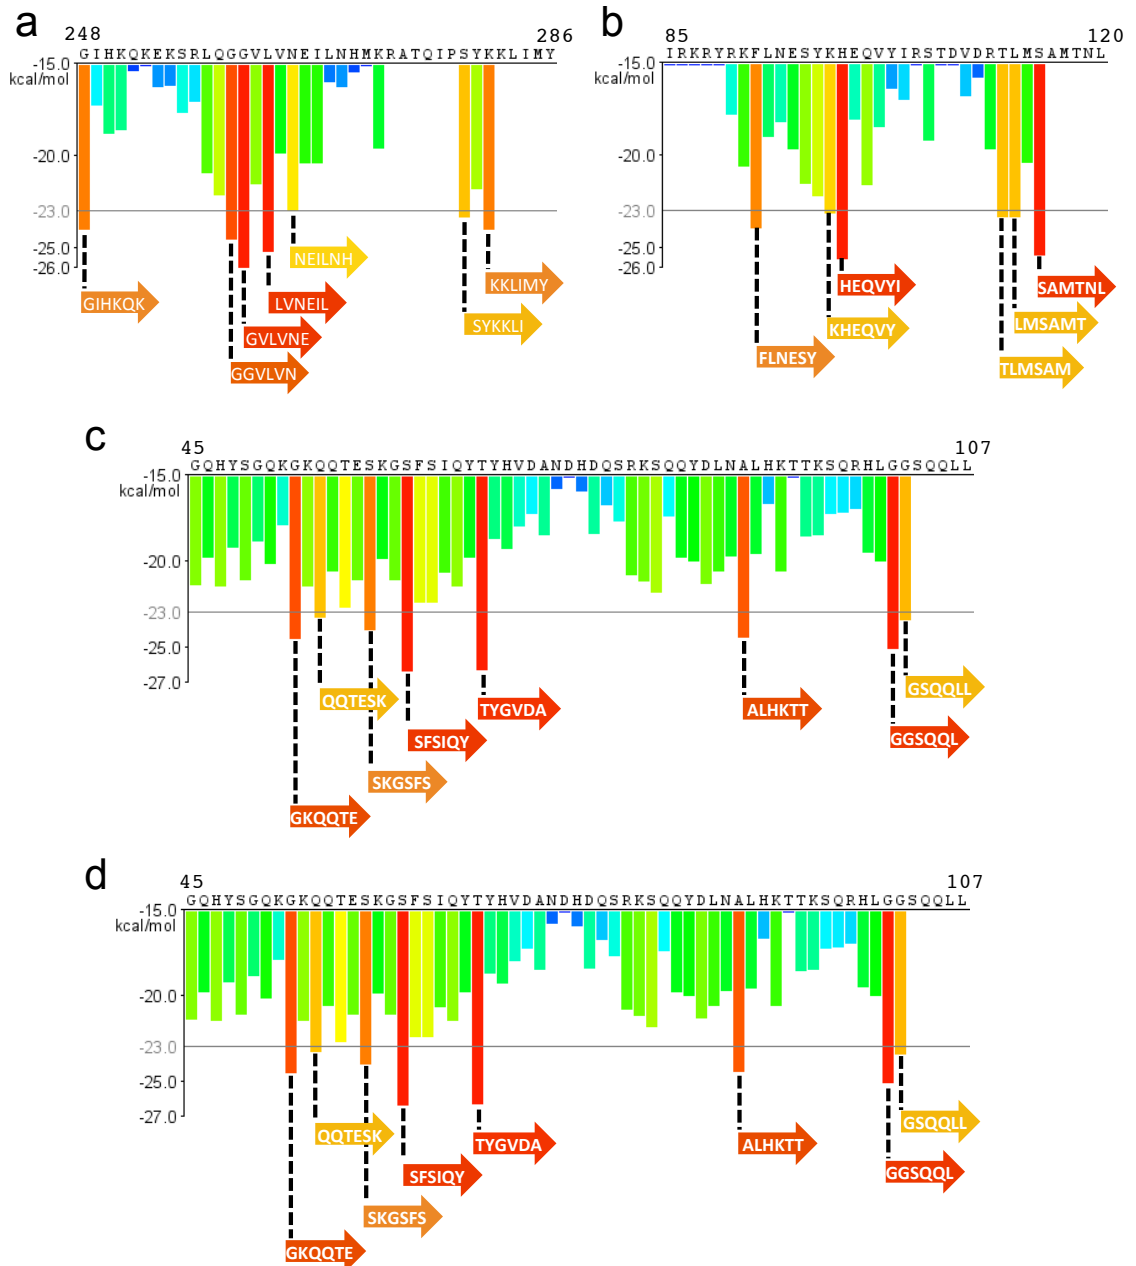 a
248
286
GIHKQKEKSRLQGGVLVNEILNHMKRATQIPSYKKLIMY
-15.0
kcal/mol
-20.0
-23.0
-25.0
-26.0
NEILNH
KKLIMY
GIHKQK
LVNEIL
SYKKLI
GVLVNE
GGVLVN
b
85
120
IRKRYRKFLNESYKHEQVYIRSTDVDRTLMSAMTNL
-15.0
kcal/mol
-20.0
-23.0
-25.0
-26.0
HEQVYI
SAMTNL
KHEQVY
LMSAMT
FLNESY
TLMSAM
c
45
107
GQHYSGQKGKQQTESKGSFSIQYTYHVDANDHDQSRKSQQYDLNALHKTTKSQRHLGGSQQLL
-15.0
kcal/mol
-20.0
-23.0
-25.0
-27.0
QQTESK
GSQQLL
TYGVDA
ALHKTT
SFSIQY
GGSQQL
SKGSFS
GKQQTE
d
45
107
GQHYSGQKGKQQTESKGSFSIQYTYHVDANDHDQSRKSQQYDLNALHKTTKSQRHLGGSQQLL
-15.0
kcal/mol
-20.0
-23.0
-25.0
-27.0
QQTESK
GSQQLL
TYGVDA
ALHKTT
SFSIQY
GGSQQL
SKGSFS
GKQQTE